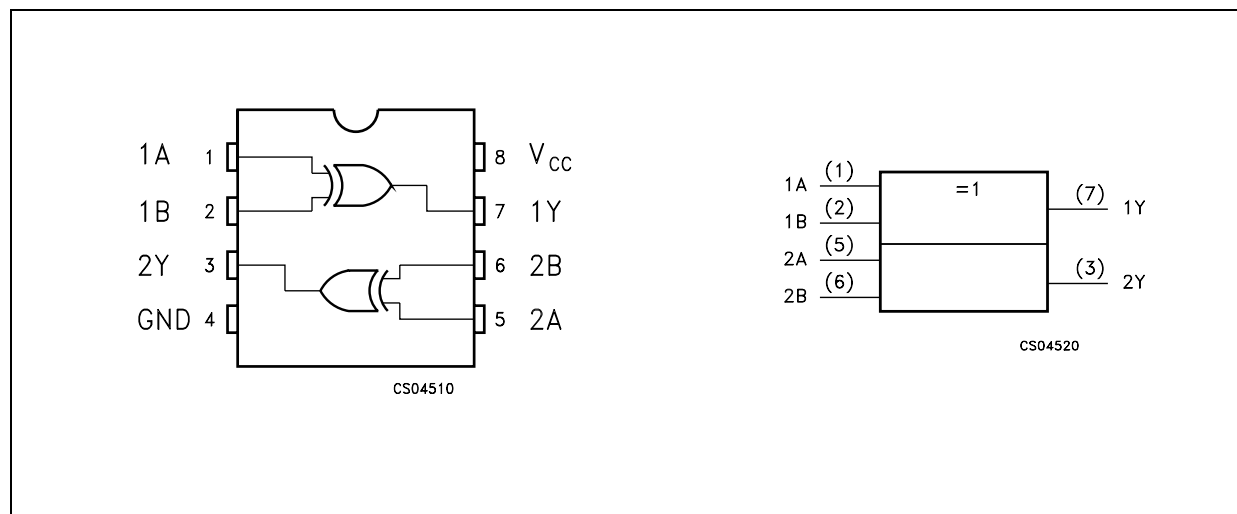 1A 1 8 VCC
1B 2 7 1Y
2Y 3 6 2B
GND 4 5 2A
CS04510
=1
1A (1) (7) 1Y
1B (2)
2A (5) (3) 2Y
2B (6)
CS04520